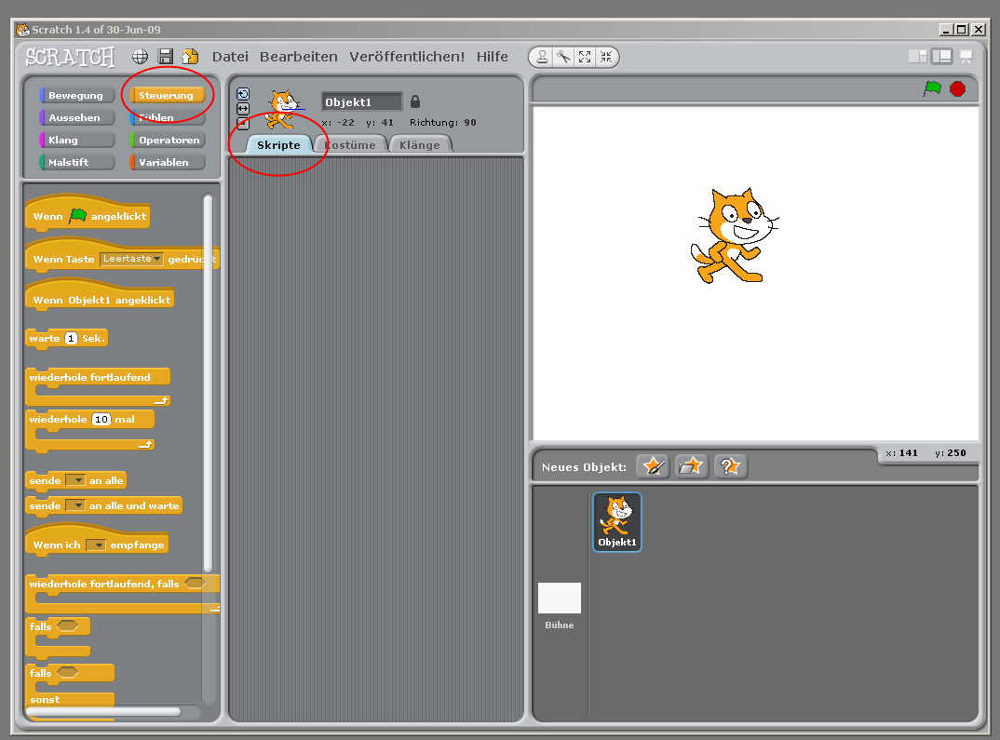 Scratch 1.4 of 30-Jun-09
SCRATCH Datei Bearbeiten Veröffentlichen! Hilfe
Bewegung Steuerung
Aussehen Fühlen
Klang Operatoren
Malstift Variablen
Wenn angeklickt
Wenn Taste Leertaste gedrückt
Wenn Objekt1 angeklickt
warte 1 Sek.
wiederhole fortlaufend
wiederhole 10 mal
sende an alle
sende an alle und warte
Wenn ich empfange
wiederhole fortlaufend, falls
falls
falls
sonst
Objekt1
x: -22 y: 41 Richtung: 90
Skripte Kostüme Klänge
x: 141 y: 250
Neues Objekt:
Objekt1
Bühne